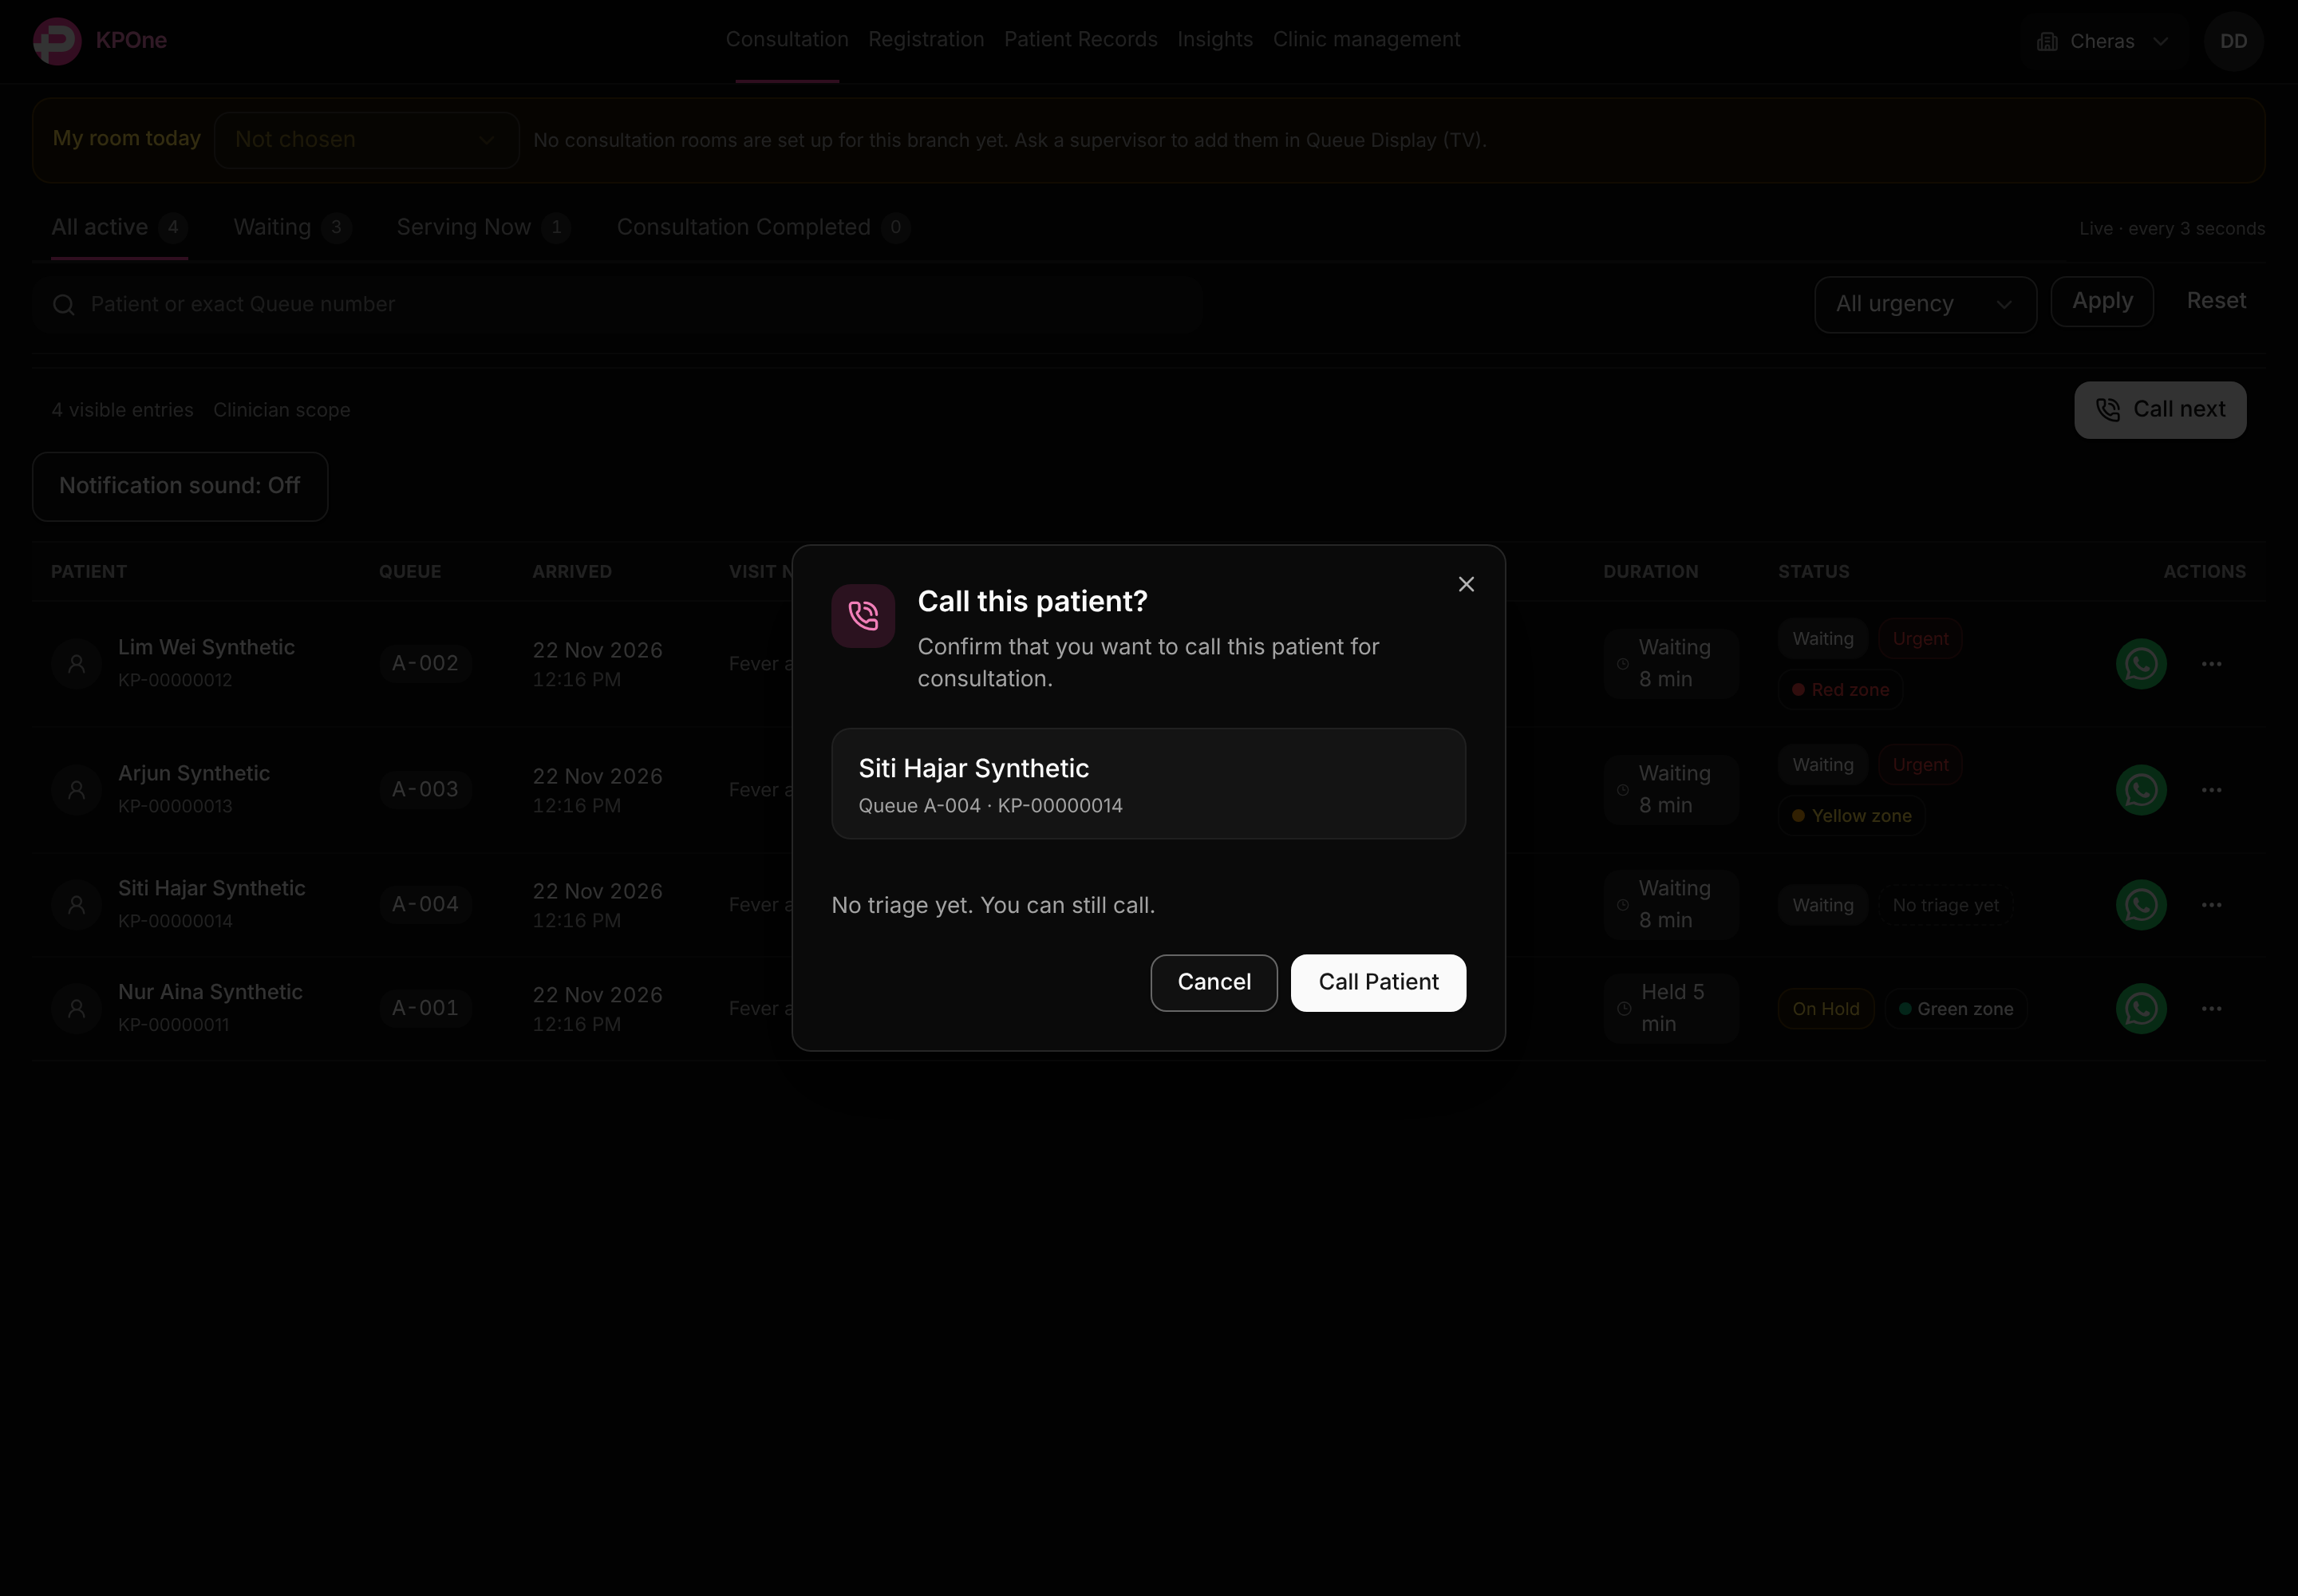 KPOne
Consultation Registration Patient Records Insights Clinic management
Cheras
DD
My room today Not chosen No consultation rooms are set up for this branch yet. Ask a supervisor to add them in Queue Display (TV).
All active 4 Waiting 3 Serving Now 1 Consultation Completed 0
Live · every 3 seconds
Patient or exact Queue number
All urgency
Apply
Reset
4 visible entries Clinician scope
Call next
Notification sound: Off
PATIENT QUEUE ARRIVED VISIT N DURATION STATUS ACTIONS
Lim Wei Synthetic
KP-00000012
A-002
22 Nov 2026
12:16 PM
Fever a
Waiting
8 min
Waiting Urgent
Red zone
Arjun Synthetic
KP-00000013
A-003
22 Nov 2026
12:16 PM
Fever a
Waiting
8 min
Waiting Urgent
Yellow zone
Siti Hajar Synthetic
KP-00000014
A-004
22 Nov 2026
12:16 PM
Fever a
Waiting
8 min
Waiting No triage yet
Nur Aina Synthetic
KP-00000011
A-001
22 Nov 2026
12:16 PM
Fever a
Held 5
min
On Hold Green zone
Call this patient?
Confirm that you want to call this patient for
consultation.
Siti Hajar Synthetic
Queue A-004 · KP-00000014
No triage yet. You can still call.
Cancel
Call Patient